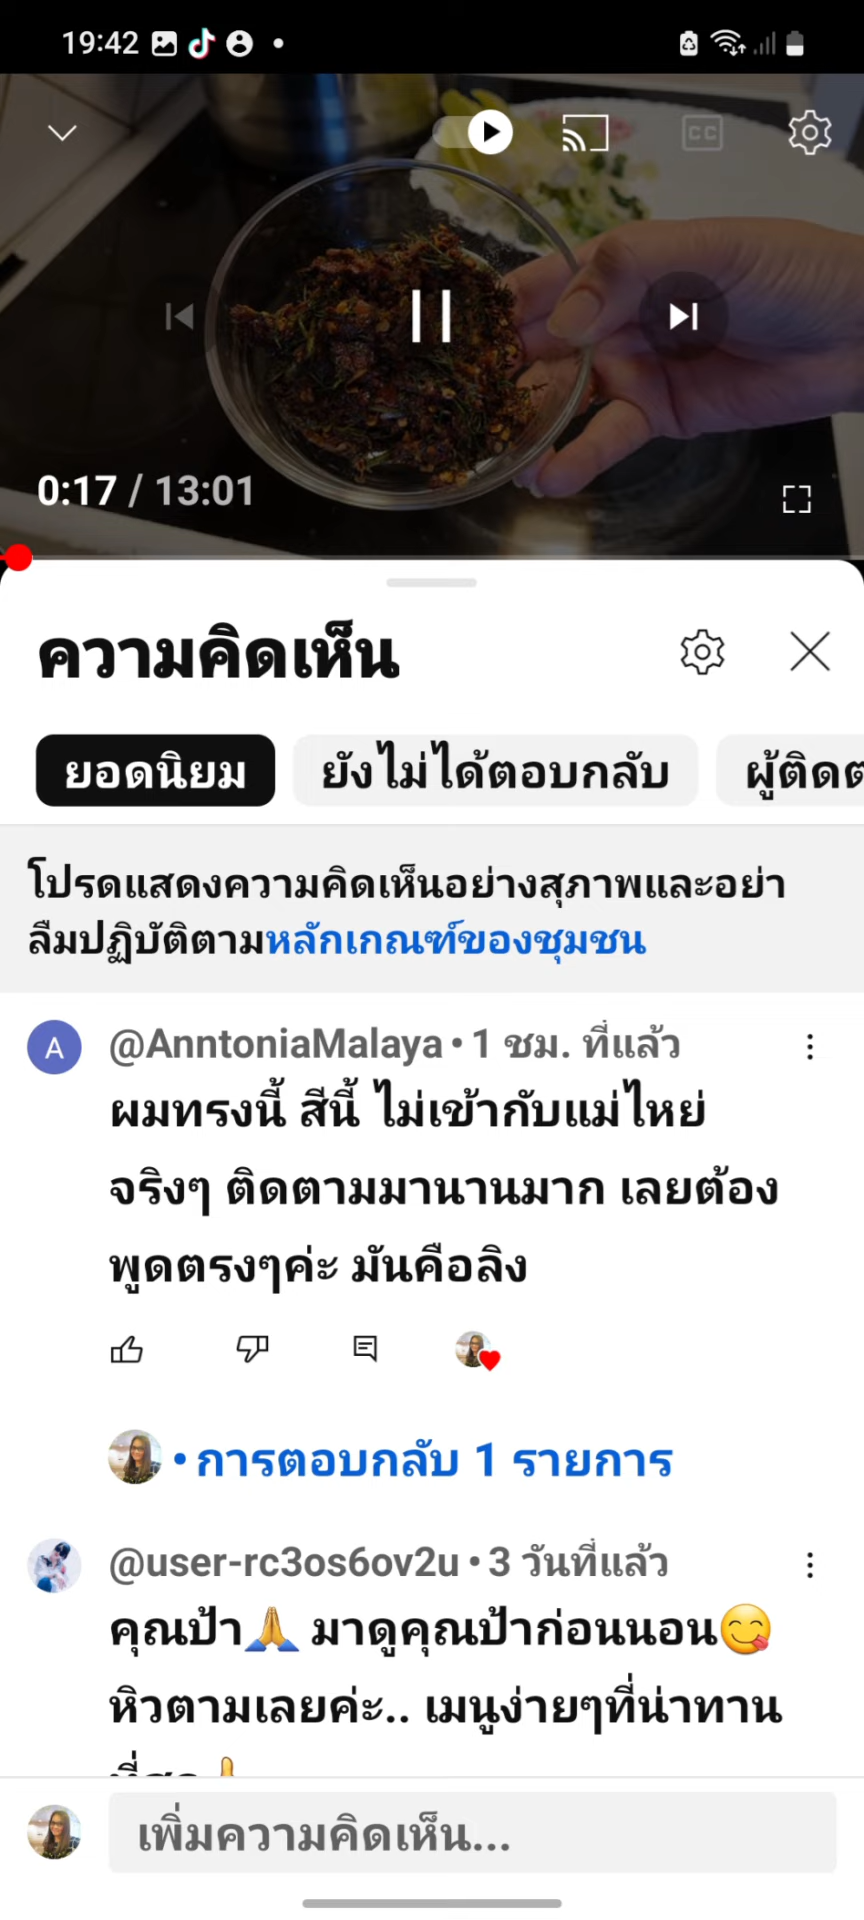 19:42
CC
0:17 / 13:01
ความคิดเห็น
ยอดนิยม
ยังไม่ได้ตอบกลับ
ผู้ติดต
โปรดแสดงความคิดเห็นอย่างสุภาพและอย่า
ลืมปฏิบัติตามหลักเกณฑ์ของชุมชน
A
@AnntoniaMalaya • 1 ชม. ที่แล้ว
ผมทรงนี้ สีนี้ ไม่เข้ากับแม่ไหย่
จริงๆ ติดตามมานานมาก เลยต้อง
พูดตรงๆค่ะ มันคือลิง
• การตอบกลับ 1 รายการ
@user-rc3os6ov2u • 3 วันที่แล้ว
คุณป้า🙏 มาดูคุณป้าก่อนนอน😋
หิวตามเลยค่ะ.. เมนูง่ายๆที่น่าทาน
เพิ่มความคิดเห็น...